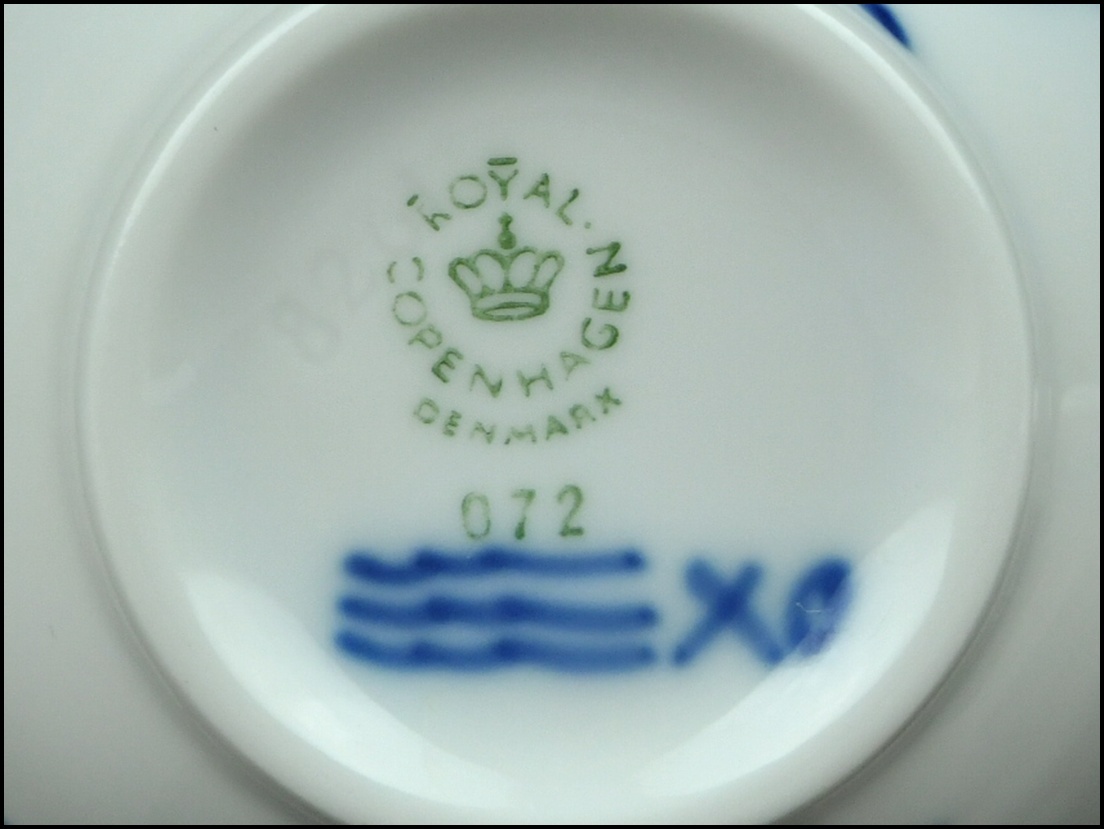 ROYAL.
COPENHAGEN
DENMARK
072